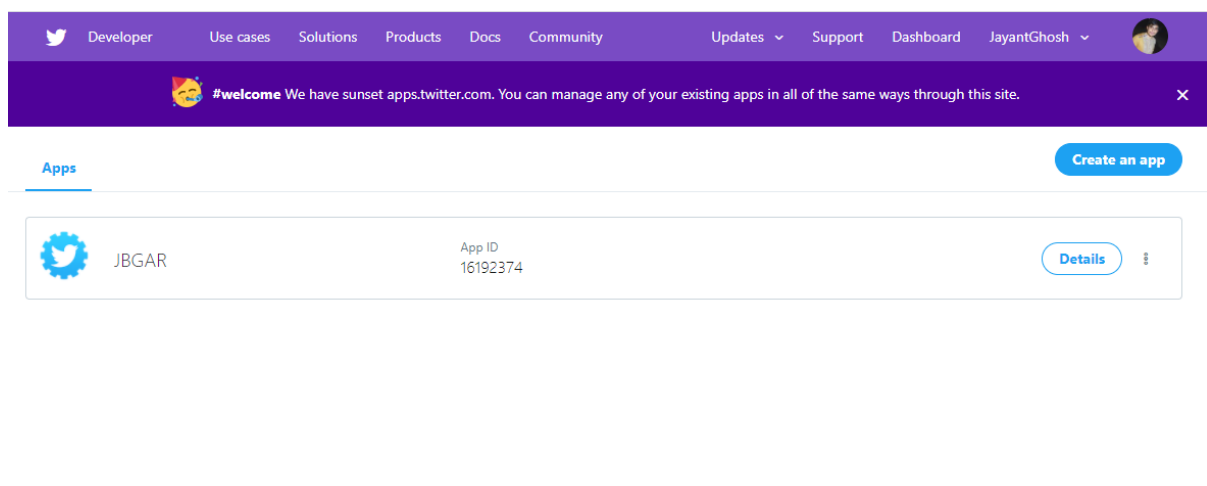 Developer Use cases Solutions Products Docs Community Updates Support Dashboard JayantGhosh
#welcome We have sunset apps.twitter.com. You can manage any of your existing apps in all of the same ways through this site.
Apps
Create an app
JBGAR
App ID
16192374
Details